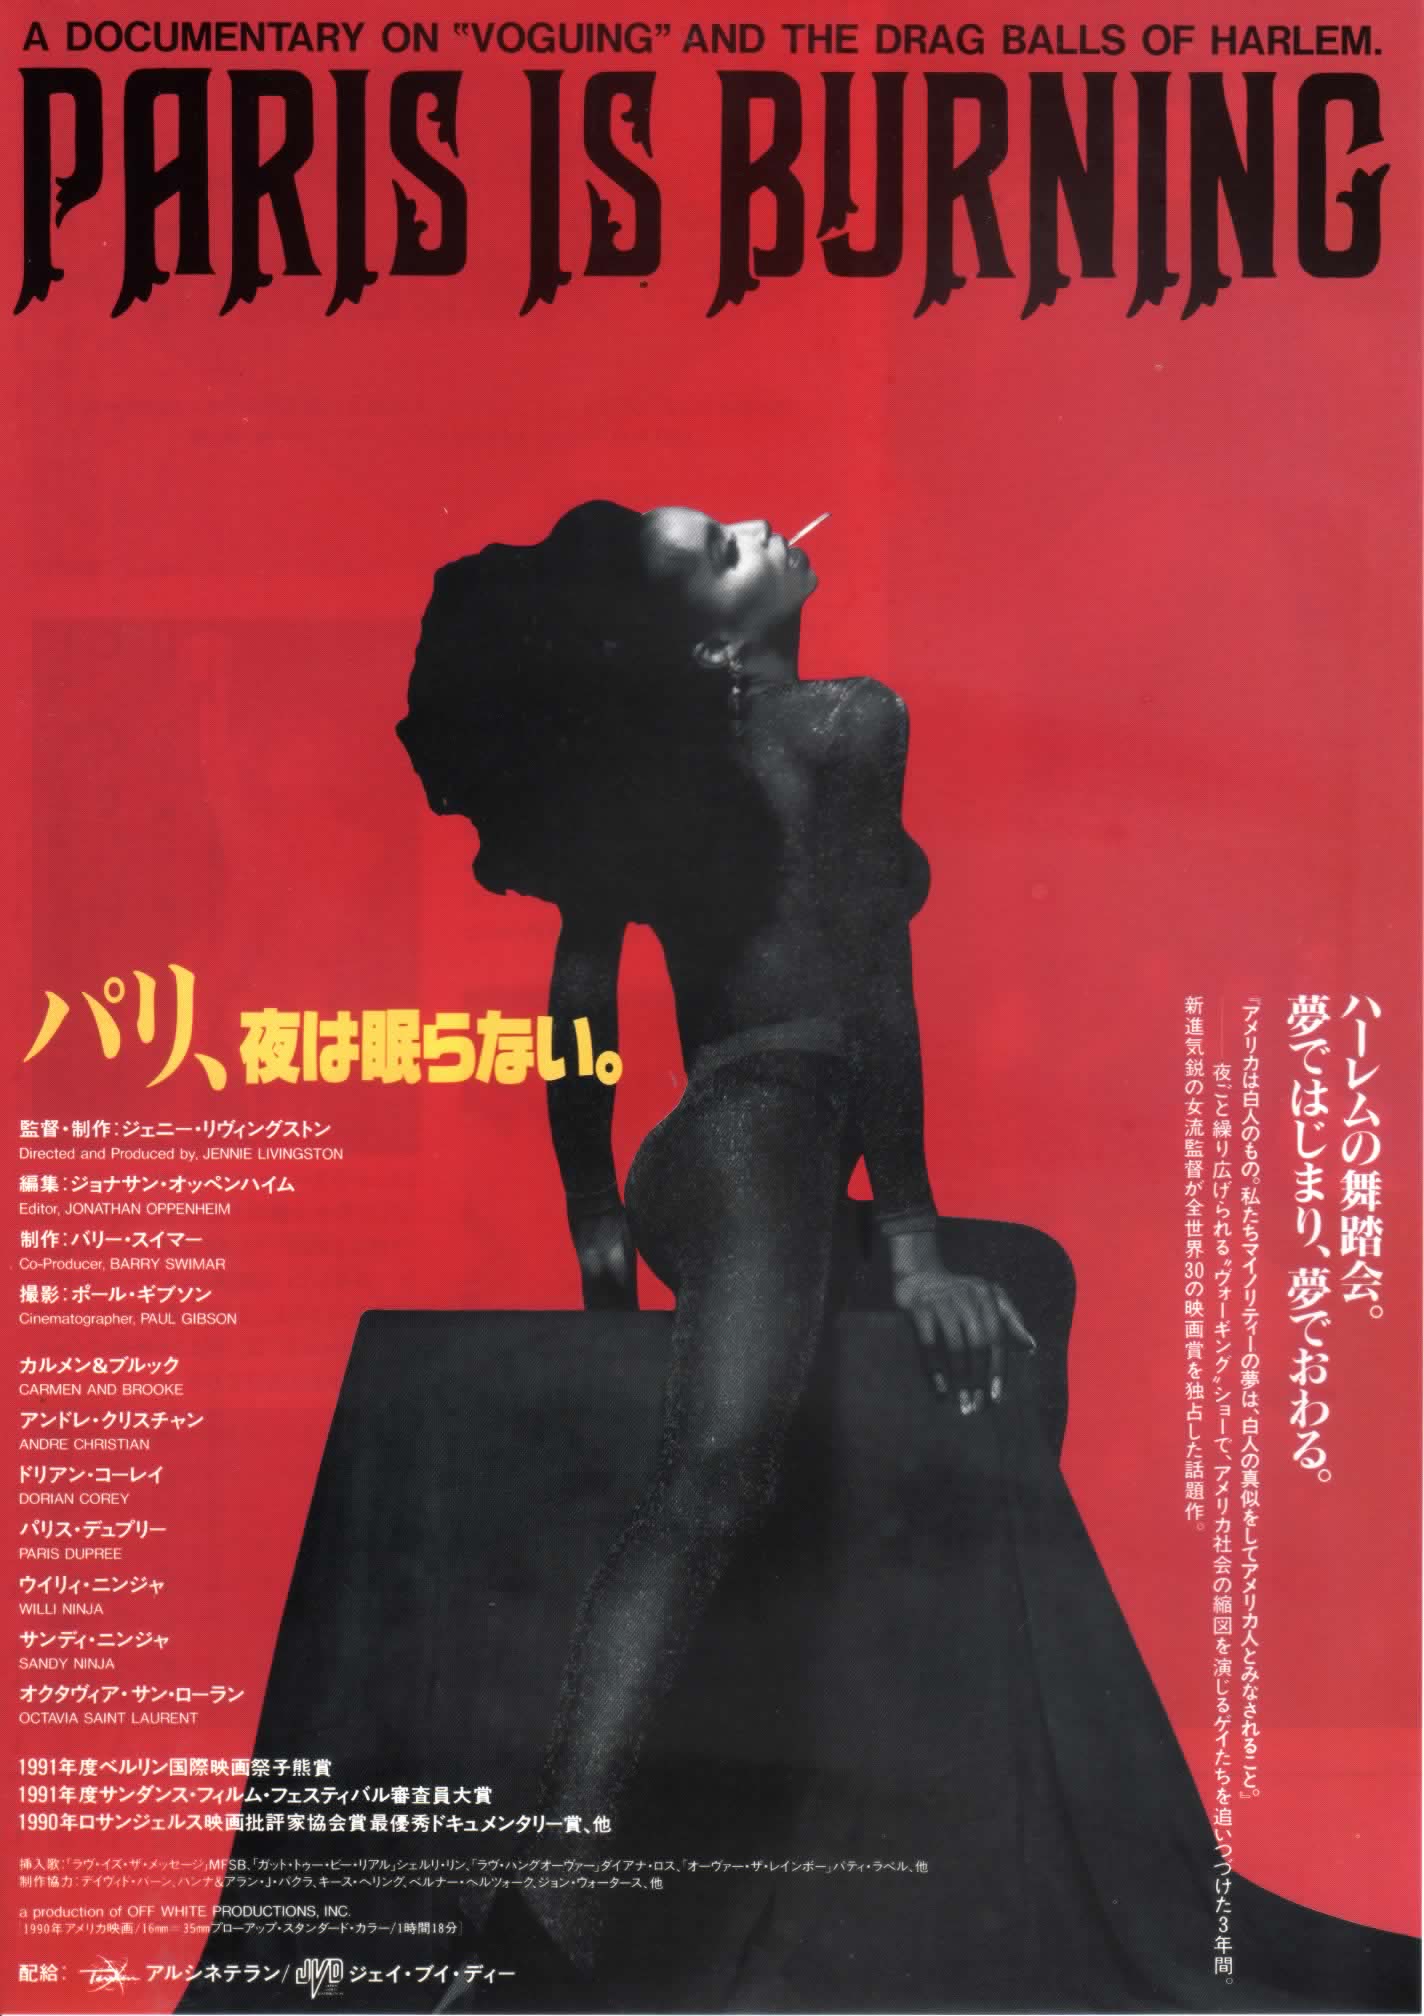 A DOCUMENTARY ON “VOGUING” AND THE DRAG BALLS OF HARLEM.
PARIS IS BURNING
パリ、夜は眠らない。
ハーレムの舞踏会。
夢ではじまり、夢でおわる。
『アメリカは白人のもの。私たちマイノリティーの夢は、白人の真似をしてアメリカ人とみなされること。』
――夜ごと繰り広げられる“ヴォーギング”ショーで、アメリカ社会の縮図を演じるゲイたちを追いつづけた3年間。
新進気鋭の女流監督が全世界30の映画賞を独占した話題作。
監督・制作：ジェニー・リヴィングストン
Directed and Produced by, JENNIE LIVINGSTON
編集：ジョナサン・オッペンハイム
Editor, JONATHAN OPPENHEIM
制作：バリー・スイマー
Co-Producer, BARRY SWIMAR
撮影：ポール・ギブソン
Cinematographer, PAUL GIBSON
カルメン&ブルック
CARMEN AND BROOKE
アンドレ・クリスチャン
ANDRE CHRISTIAN
ドリアン・コーレイ
DORIAN COREY
パリス・デュプリー
PARIS DUPREE
ウイリィ・ニンジャ
WILLI NINJA
サンディ・ニンジャ
SANDY NINJA
オクタヴィア・サン・ローラン
OCTAVIA SAINT LAURENT
1991年度ベルリン国際映画祭子熊賞
1991年度サンダンス・フィルム・フェスティバル審査員大賞
1990年ロサンジェルス映画批評家協会賞最優秀ドキュメンタリー賞、他
挿入歌：「ラヴ・イズ・ザ・メッセージ」MFSB、「ガット・トゥー・ビー・リアル」シェルリ・リン、「ラヴ・ハングオーヴァー」ダイアナ・ロス、「オーヴァー・ザ・レインボー」パティ・ラベル、他
制作協力：デイヴィド・バーン、ハンナ&アラン・J・パクラ、キース・ヘリング、ベルナー・ヘルツォーク、ジョン・ウォータース、他
a production of OFF WHITE PRODUCTIONS, INC.
[1990年アメリカ映画/16mm＝35mmブローアップ・スタンダード・カラー/1時間18分]
配給： アルシネテラン/JVD ジェイ・ブイ・ディー